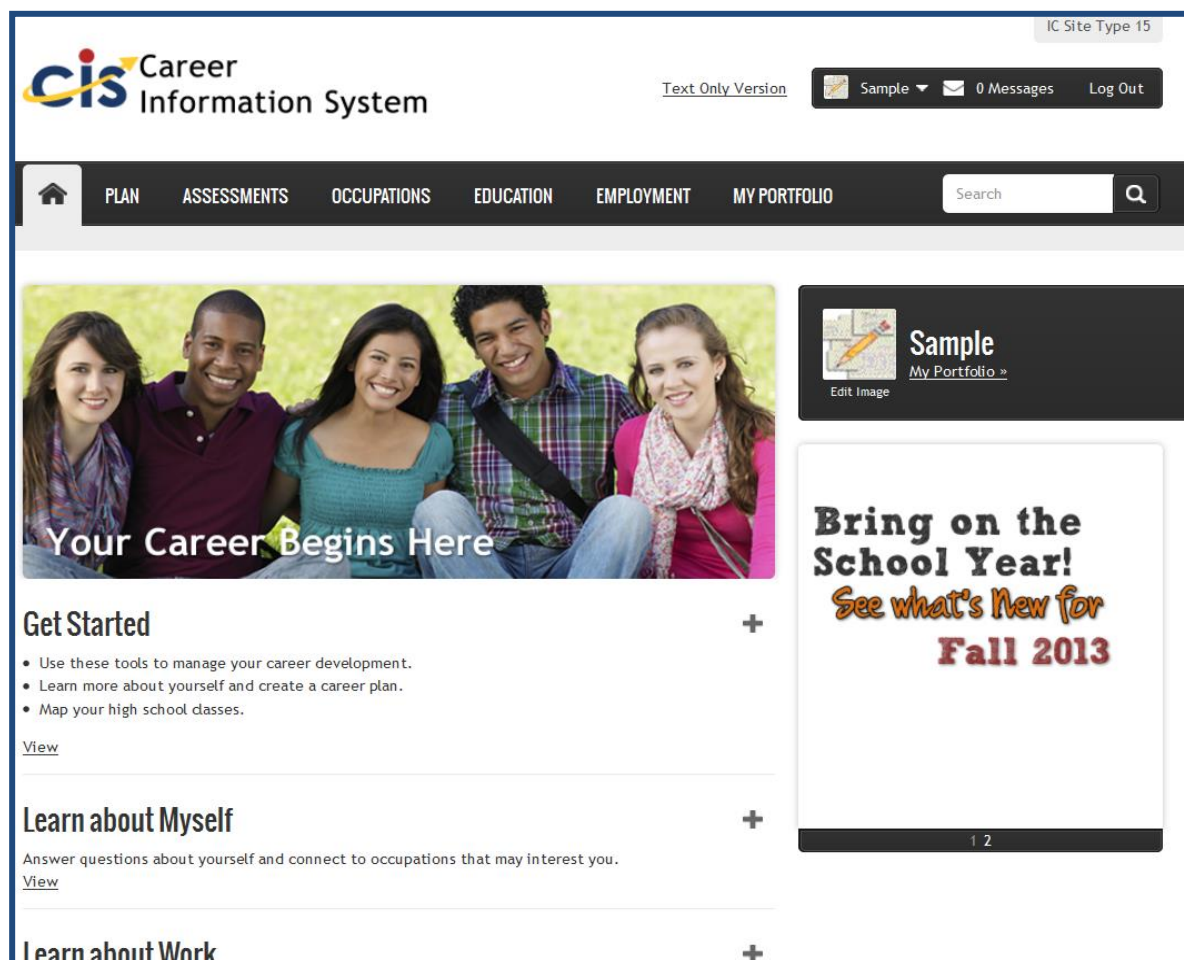 IC Site Type 15
cis Career
Information System
Text Only Version
Sample
0 Messages
Log Out
PLAN
ASSESSMENTS
OCCUPATIONS
EDUCATION
EMPLOYMENT
MY PORTFOLIO
Search
Your Career Begins Here
Sample
My Portfolio »
Edit Image
Bring on the
School Year!
See what's New for
Fall 2013
1 2
Get Started
• Use these tools to manage your career development.
• Learn more about yourself and create a career plan.
• Map your high school classes.
View
Learn about Myself
Answer questions about yourself and connect to occupations that may interest you.
View
Learn about Work